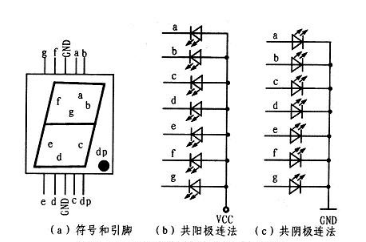 g f GND a b
f a b
g
e c
d dp
e d GND c dp
(a) 符号和引脚
a
b
c
d
e
f
g
VCC
(b) 共阳极连法
a
b
c
d
e
f
g
GND
(c) 共阴极连法